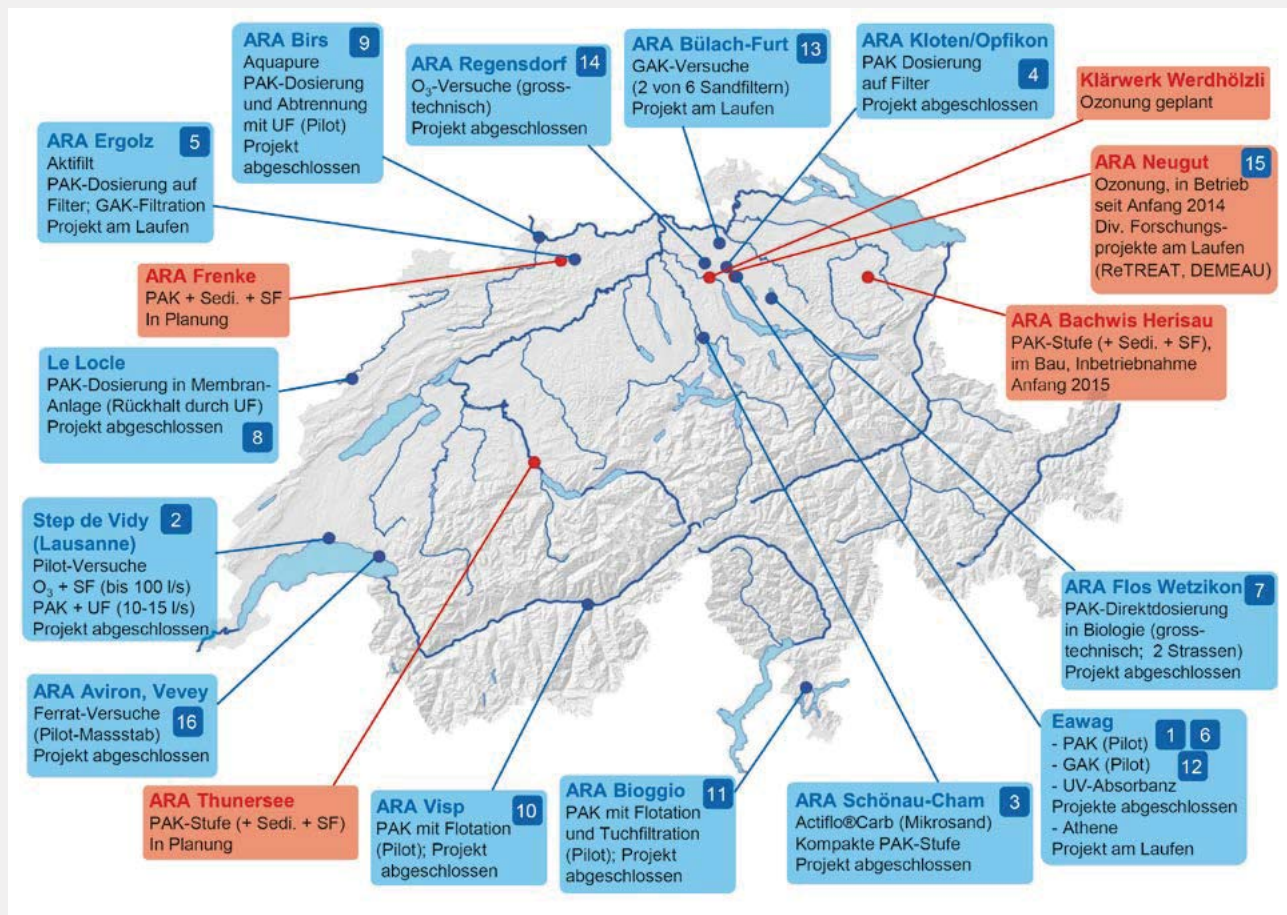 ARA Birs 9
Aquapure
PAK-Dosierung
und Abtrennung
mit UF (Pilot)
Projekt
abgeschlossen
ARA Regensdorf 14
O₃-Versuche (gross-
technisch)
Projekt abgeschlossen
ARA Bülach-Furt 13
GAK-Versuche
(2 von 6 Sandfiltern)
Projekt am Laufen
ARA Kloten/Opfikon
PAK Dosierung
auf Filter 4
Projekt abgeschlossen
Klärwerk Werdhölzli
Ozonung geplant
ARA Ergolz 5
Aktifilt
PAK-Dosierung auf
Filter; GAK-Filtration
Projekt am Laufen
ARA Neugut 15
Ozonung, in Betrieb
seit Anfang 2014
Div. Forschungs-
projekte am Laufen
(ReTREAT, DEMEAU)
ARA Frenke
PAK + Sedi. + SF
In Planung
ARA Bachwis Herisau
PAK-Stufe (+ Sedi. + SF),
im Bau, Inbetriebnahme
Anfang 2015
Le Locle
PAK-Dosierung in Membran-
Anlage (Rückhalt durch UF)
Projekt abgeschlossen
8
Step de Vidy 2
(Lausanne)
Pilot-Versuche
O₃ + SF (bis 100 l/s)
PAK + UF (10-15 l/s)
Projekt abgeschlossen
ARA Flos Wetzikon
PAK-Direktdosierung 7
in Biologie (gross-
technisch; 2 Strassen)
Projekt abgeschlossen
ARA Aviron, Vevey
Ferrat-Versuche
(Pilot-Massstab) 16
Projekt abgeschlossen
Eawag
- PAK (Pilot) 1 6
- GAK (Pilot) 12
- UV-Absorbanz
Projekte abgeschlossen
- Athene
Projekt am Laufen
ARA Thunersee
PAK-Stufe (+ Sedi. + SF)
In Planung
ARA Visp 10
PAK mit Flotation
(Pilot); Projekt
abgeschlossen
ARA Bioggio 11
PAK mit Flotation
und Tuchfiltration
(Pilot); Projekt
abgeschlossen
ARA Schönau-Cham 3
Actiflo®Carb (Mikrosand)
Kompakte PAK-Stufe
Projekt abgeschlossen